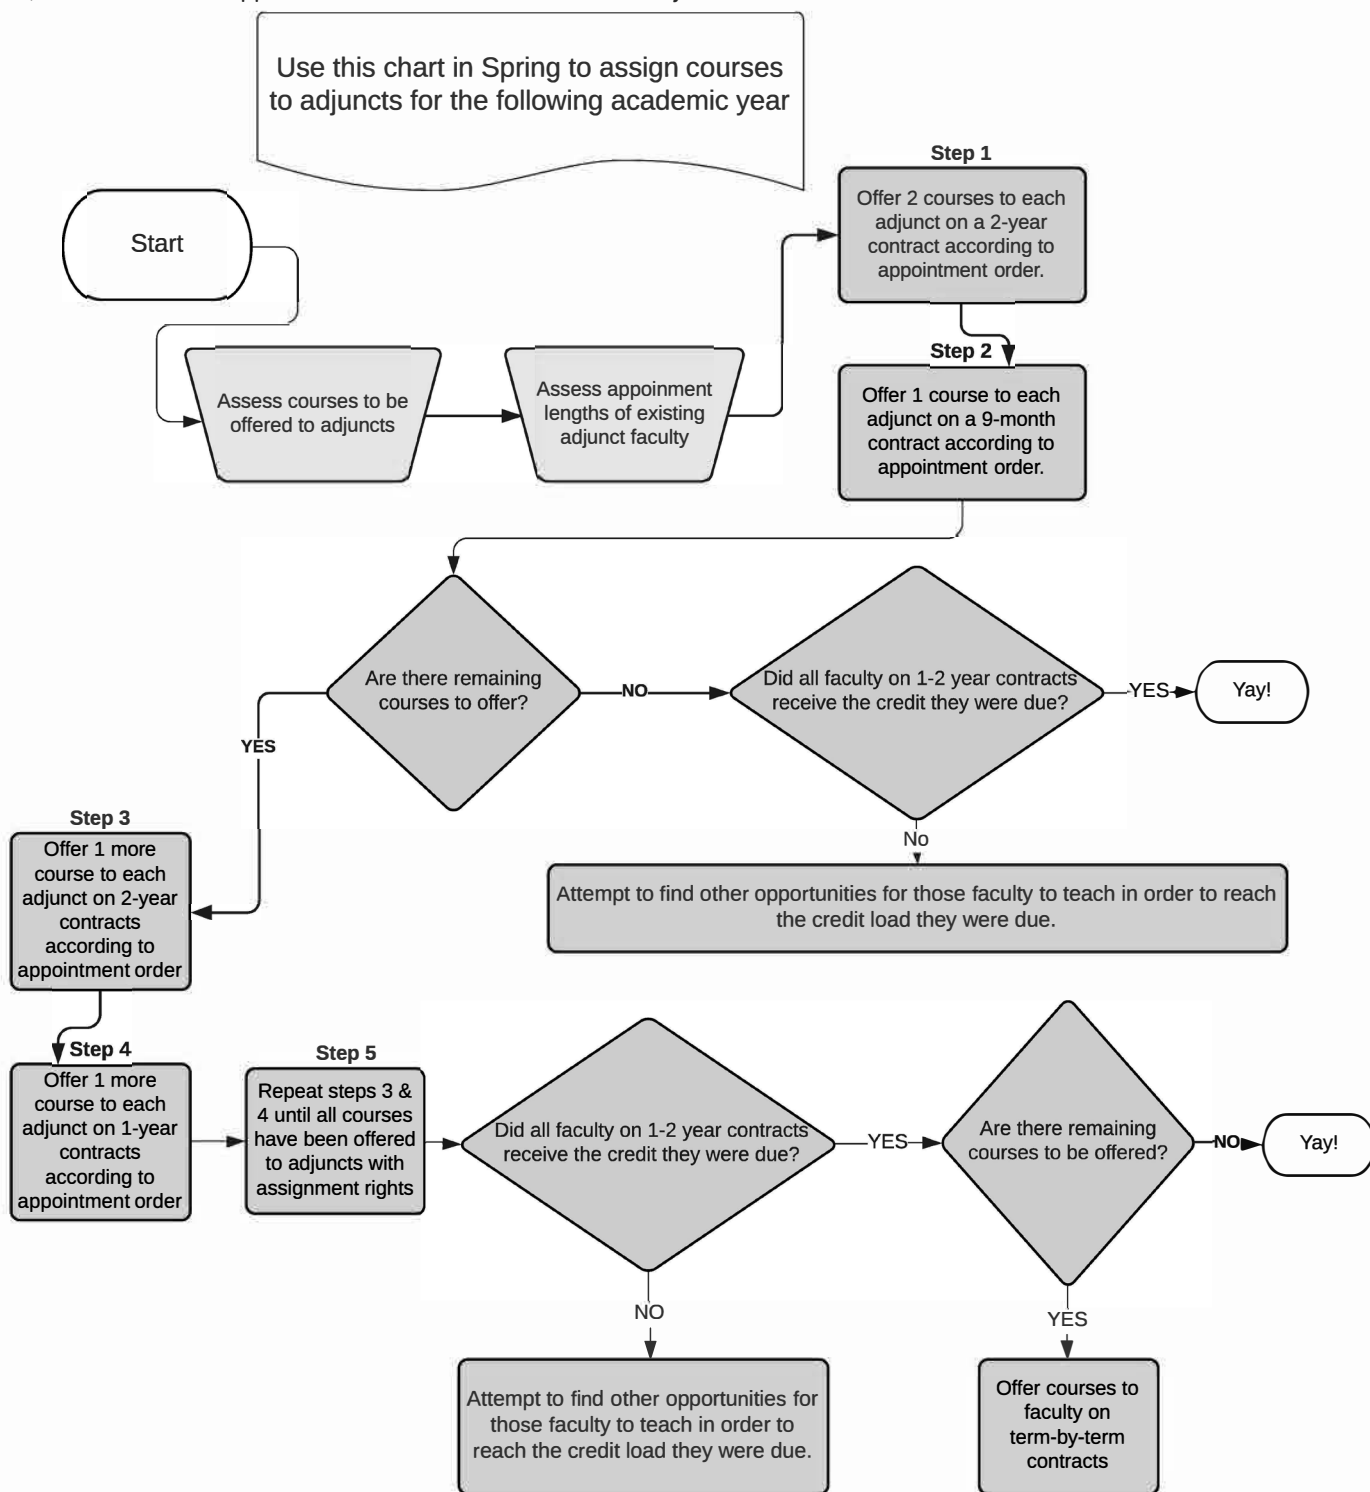 Use this chart in Spring to assign courses
to adjuncts for the following academic year
Start
Assess courses to be
offered to adjuncts
Assess appoinment
lengths of existing
adjunct faculty
Step 1
Offer 2 courses to each
adjunct on a 2-year
contract according to
appointment order.
Step 2
Offer 1 course to each
adjunct on a 9-month
contract according to
appointment order.
Are there remaining
courses to offer?
NO
Did all faculty on 1-2 year contracts
receive the credit they were due?
YES
Yay!
YES
No
Attempt to find other opportunities for those faculty to teach in order to reach
the credit load they were due.
Step 3
Offer 1 more
course to each
adjunct on 2-year
contracts
according to
appointment order
Step 4
Offer 1 more
course to each
adjunct on 1-year
contracts
according to
appointment order
Step 5
Repeat steps 3 &
4 until all courses
have been offered
to adjuncts with
assignment rights
Did all faculty on 1-2 year contracts
receive the credit they were due?
YES
Are there remaining
courses to be offered?
NO
Yay!
NO
Attempt to find other opportunities for
those faculty to teach in order to
reach the credit load they were due.
YES
Offer courses to
faculty on
term-by-term
contracts